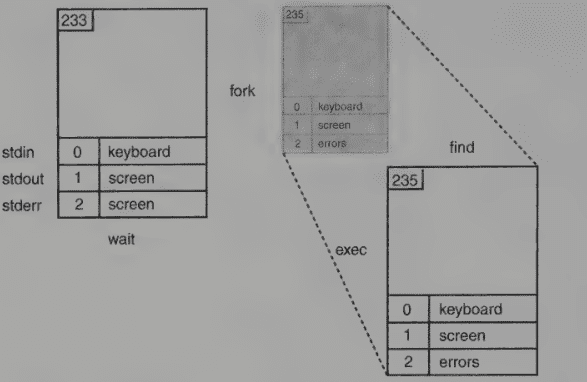 233
stdin 0 keyboard
stdout 1 screen
stderr 2 screen
wait
fork
235
0 keyboard
1 screen
2 errors
exec
find
235
0 keyboard
1 screen
2 errors